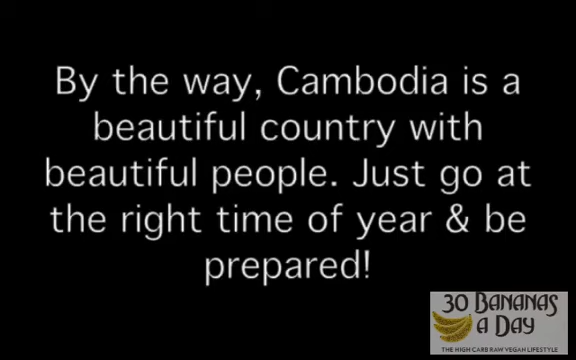 By the way, Cambodia is a
beautiful country with
beautiful people. Just go at
the right time of year & be
prepared!
30 BANANAS
A DAY
THE HIGH CARB RAW VEGAN LIFESTYLE